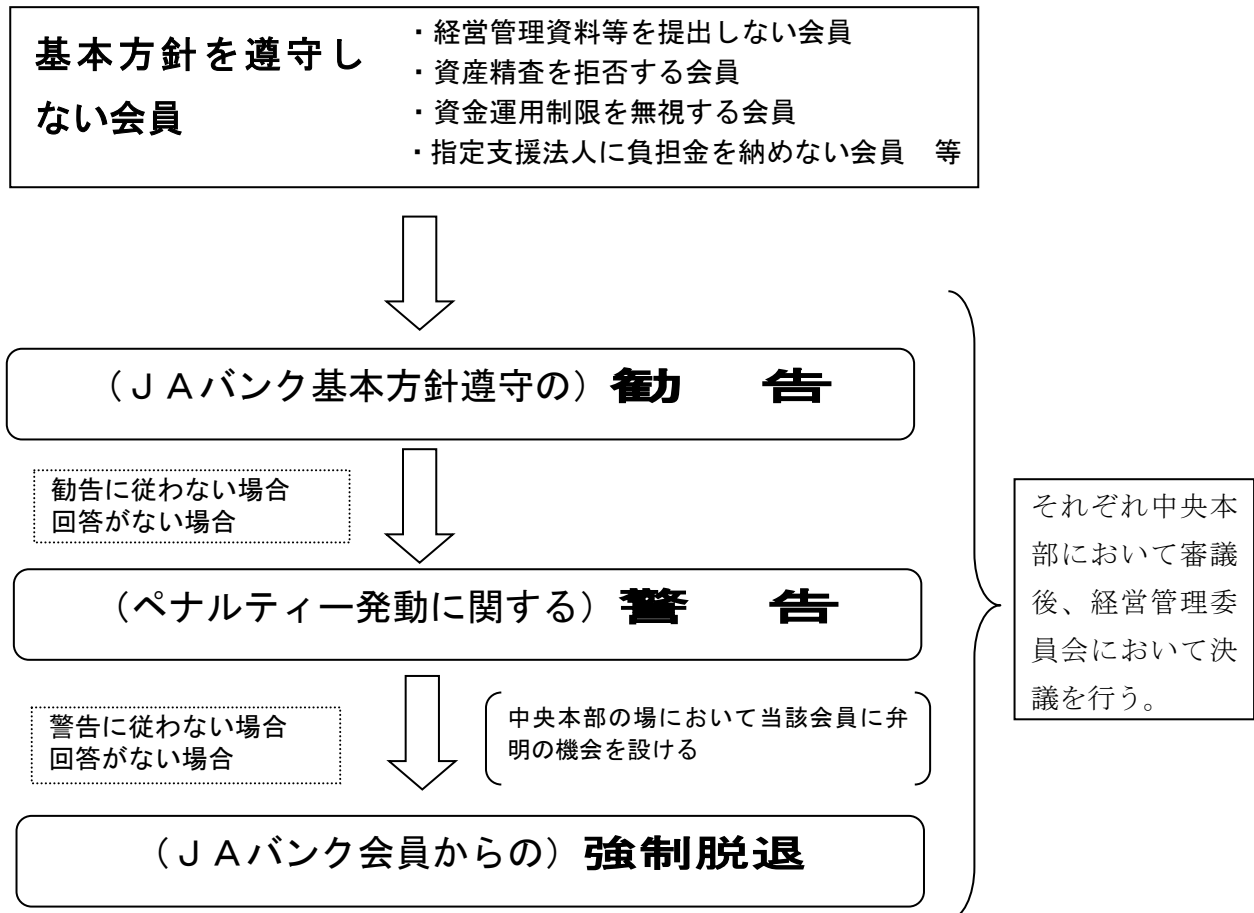 基本方針を遵守し
ない会員
・経営管理資料等を提出しない会員
・資産精査を拒否する会員
・資金運用制限を無視する会員
・指定支援法人に負担金を納めない会員　等
（ＪＡバンク基本方針遵守の）勧　告
勧告に従わない場合
回答がない場合
（ペナルティー発動に関する）警　告
警告に従わない場合
回答がない場合
中央本部の場において当該会員に弁
明の機会を設ける
（ＪＡバンク会員からの）強制脱退
それぞれ中央本
部において審議
後、経営管理委
員会において決
議を行う。